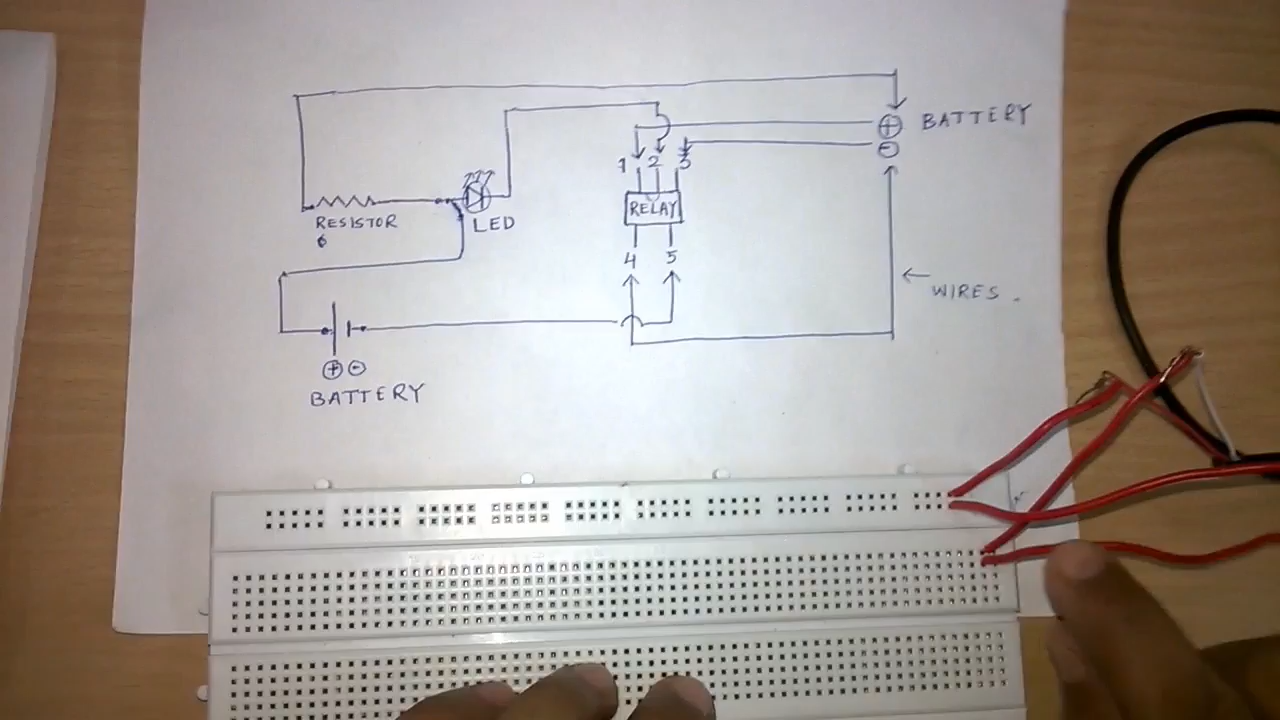 + BATTERY
-
1 2 3
RELAY
RESISTOR
LED
4 5
WIRES.
+ -
BATTERY